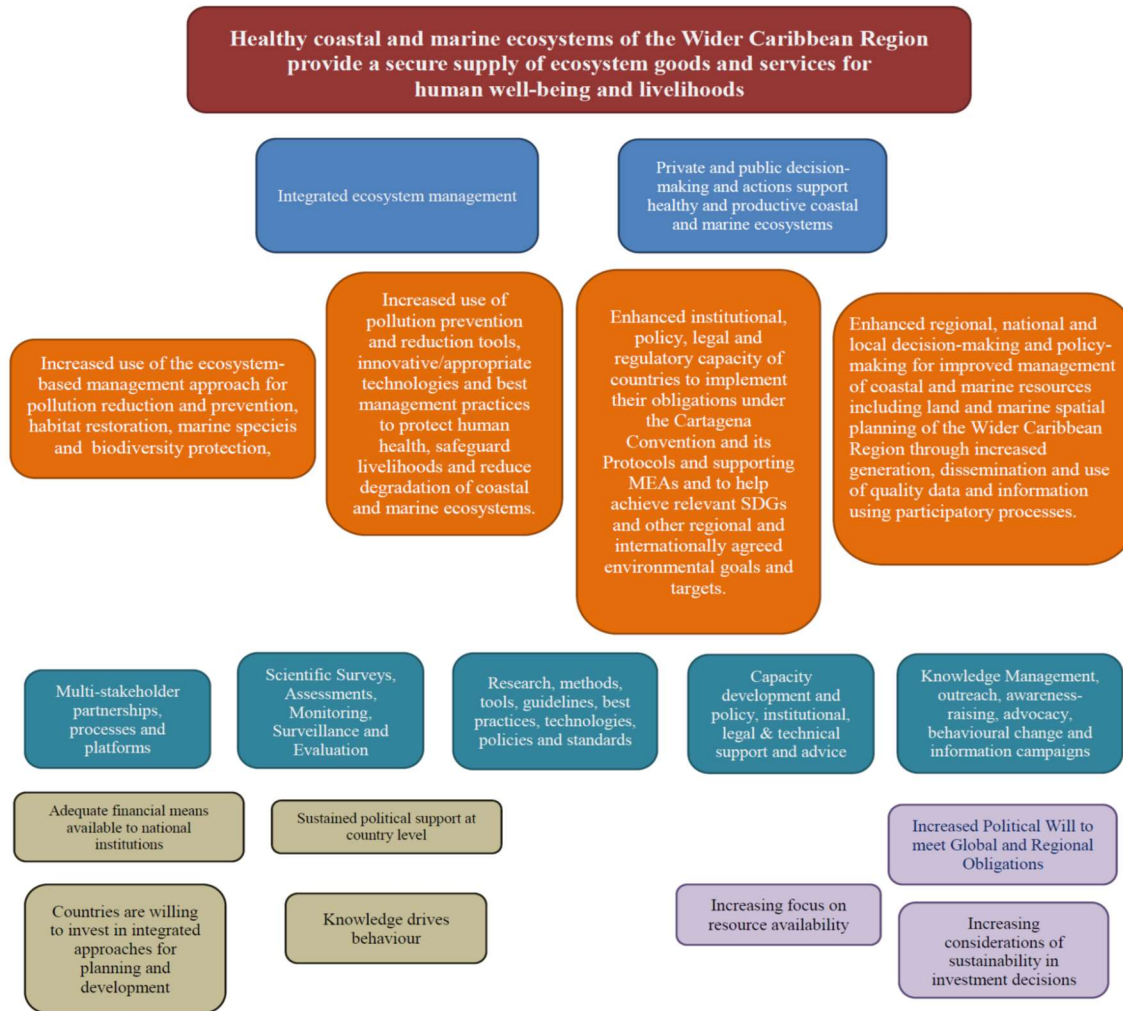 Healthy coastal and marine ecosystems of the Wider Caribbean Region
provide a secure supply of ecosystem goods and services for
human well-being and livelihoods
Integrated ecosystem management
Private and public decision-
making and actions support
healthy and productive coastal
and marine ecosystems
Increased use of the ecosystem-
based management approach for
pollution reduction and prevention,
habitat restoration, marine specieis
and biodiversity protection,
Increased use of
pollution prevention
and reduction tools,
innovative/appropriate
technologies and best
management practices
to protect human
health, safeguard
livelihoods and reduce
degradation of coastal
and marine ecosystems.
Enhanced institutional,
policy, legal and
regulatory capacity of
countries to implement
their obligations under
the Cartagena
Convention and its
Protocols and supporting
MEAs and to help
achieve relevant SDGs
and other regional and
internationally agreed
environmental goals and
targets.
Enhanced regional, national and
local decision-making and policy-
making for improved management
of coastal and marine resources
including land and marine spatial
planning of the Wider Caribbean
Region through increased
generation, dissemination and use
of quality data and information
using participatory processes.
Multi-stakeholder
partnerships,
processes and
platforms
Scientific Surveys,
Assessments,
Monitoring,
Surveillance and
Evaluation
Research, methods,
tools, guidelines, best
practices, technologies,
policies and standards
Capacity
development and
policy, institutional,
legal & technical
support and advice
Knowledge Management,
outreach, awareness-
raising, advocacy,
behavioural change and
information campaigns
Adequate financial means
available to national
institutions
Sustained political support at
country level
Increased Political Will to
meet Global and Regional
Obligations
Countries are willing
to invest in integrated
approaches for
planning and
development
Knowledge drives
behaviour
Increasing focus on
resource availability
Increasing
considerations of
sustainability in
investment decisions